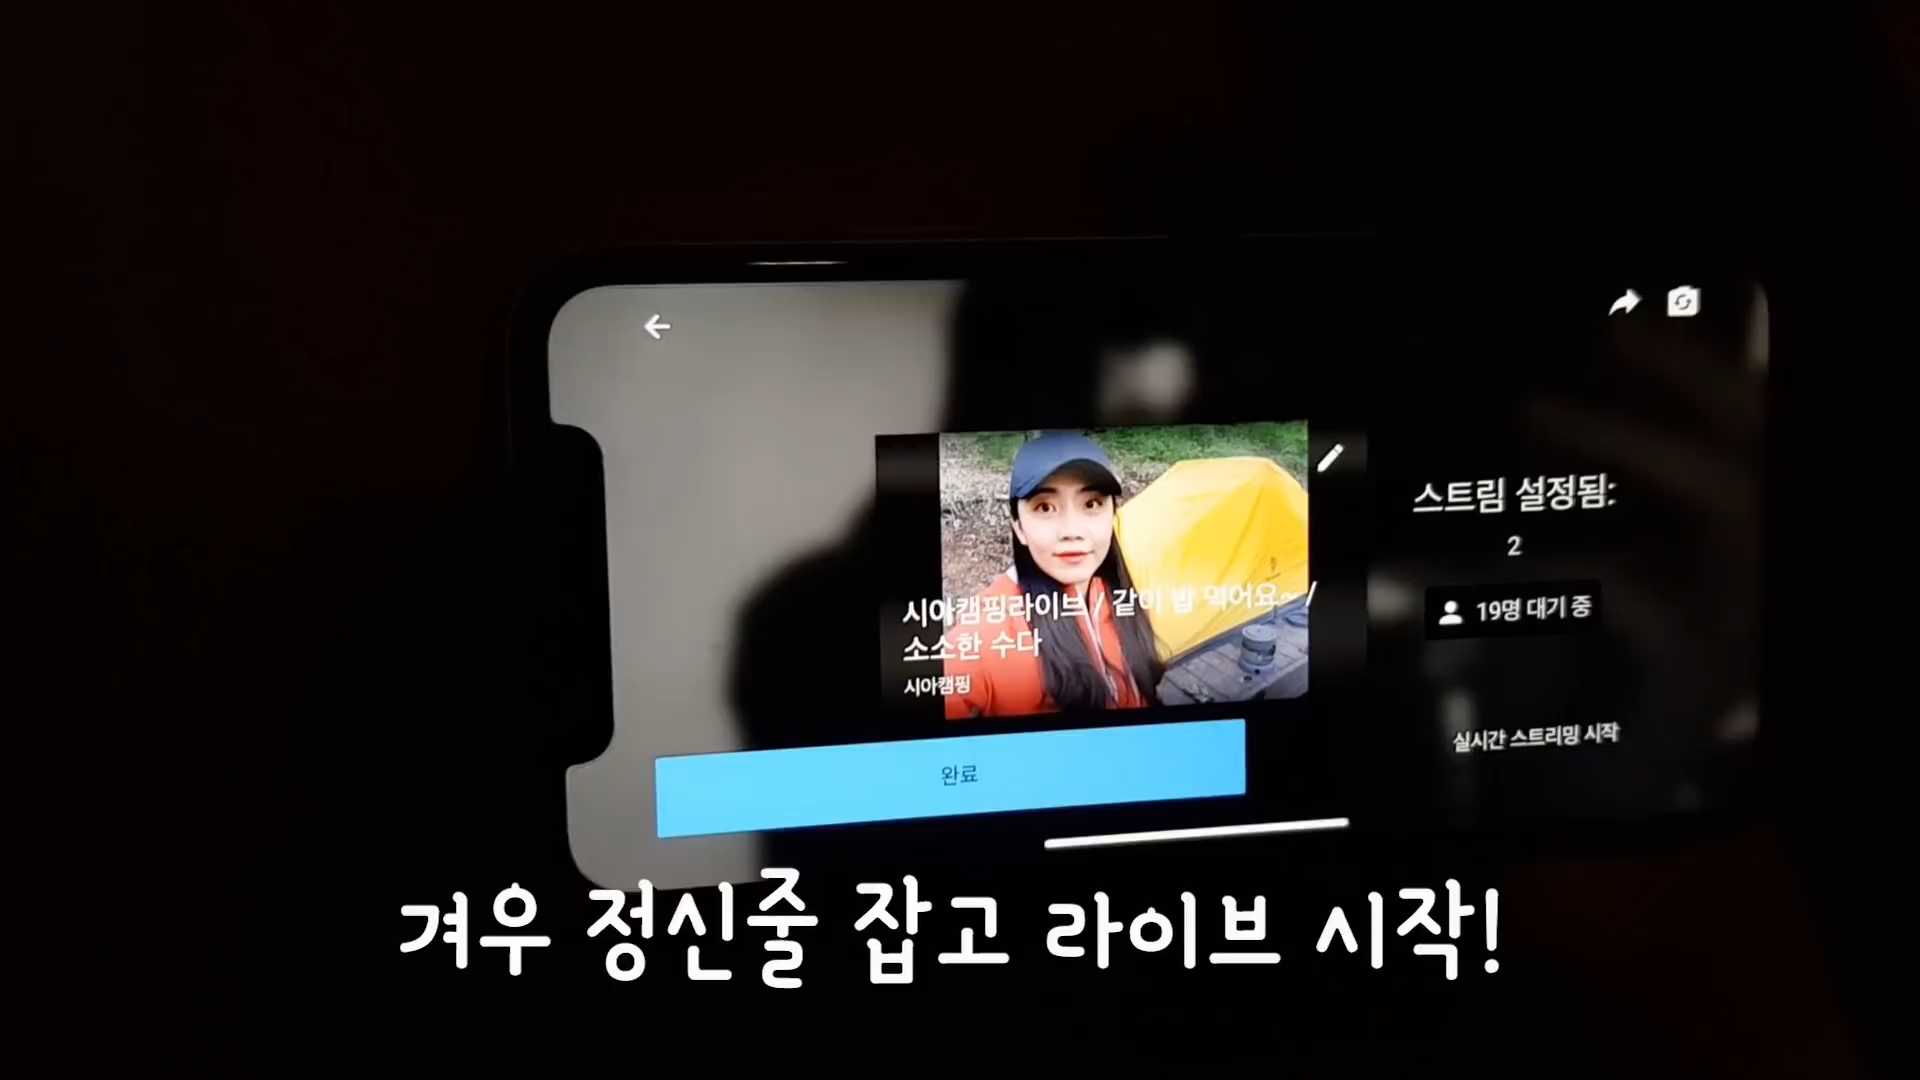 스트림 설정됨:
2
19명 대기 중
시아캠핑라이브 / 같이 밥 먹어요~ /
소소한 수다
시아캠핑
실시간 스트리밍 시작
완료
겨우 정신줄 잡고 라이브 시작!